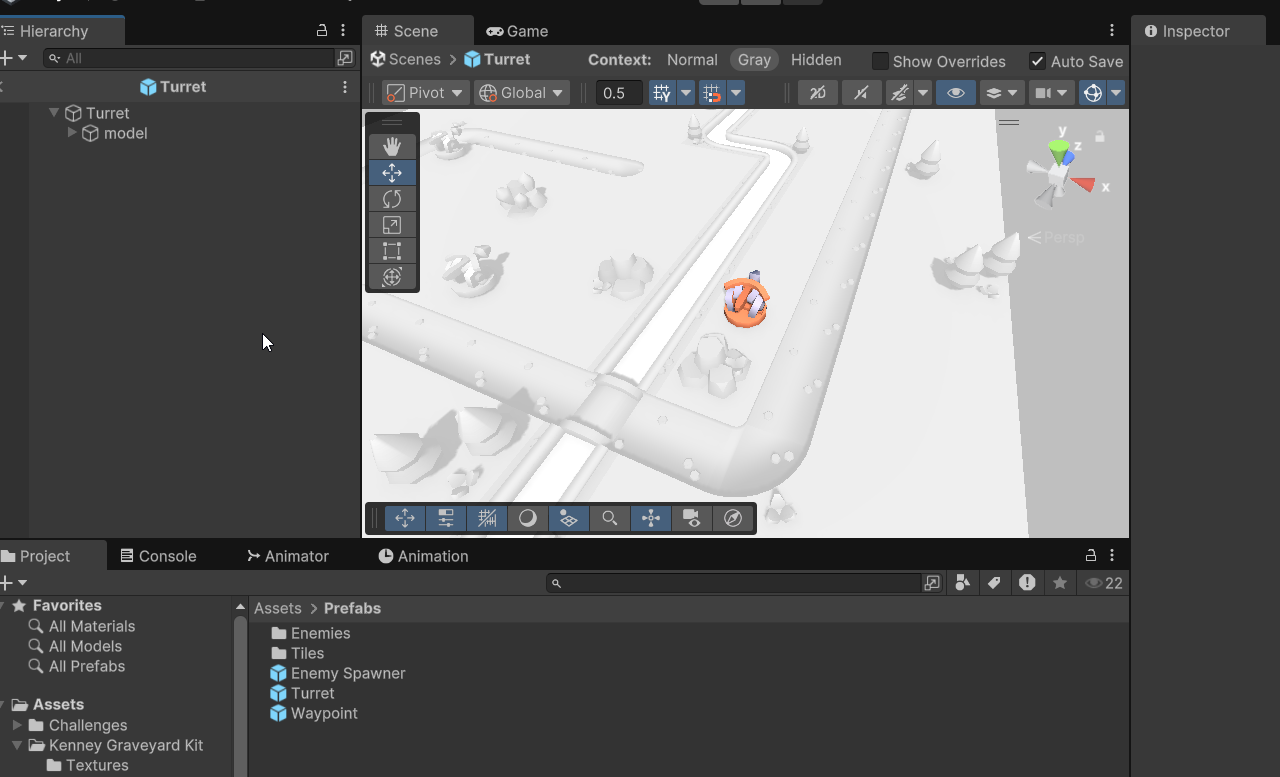 Hierarchy
Scene
Game
Inspector
All
Scenes
Turret
Context:
Normal
Gray
Hidden
Show Overrides
Auto Save
Turret
Pivot
Global
0.5
2D
Turret
model
y
z
x
Persp
Project
Console
Animator
Animation
22
Favorites
All Materials
All Models
All Prefabs
Assets
Challenges
Kenney Graveyard Kit
Textures
Assets > Prefabs
Enemies
Tiles
Enemy Spawner
Turret
Waypoint